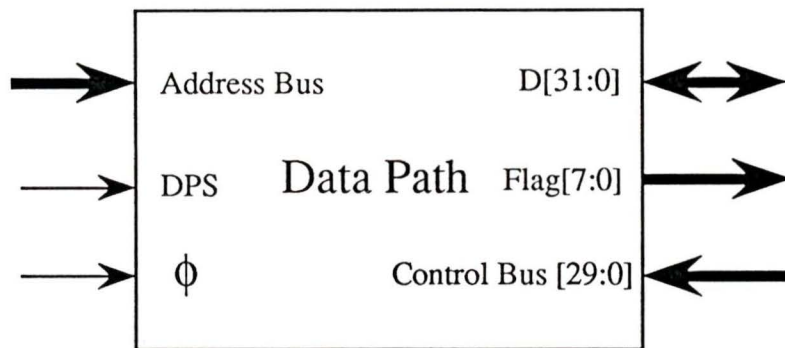 Address Bus D[31:0]
DPS Data Path Flag[7:0]
ϕ Control Bus [29:0]